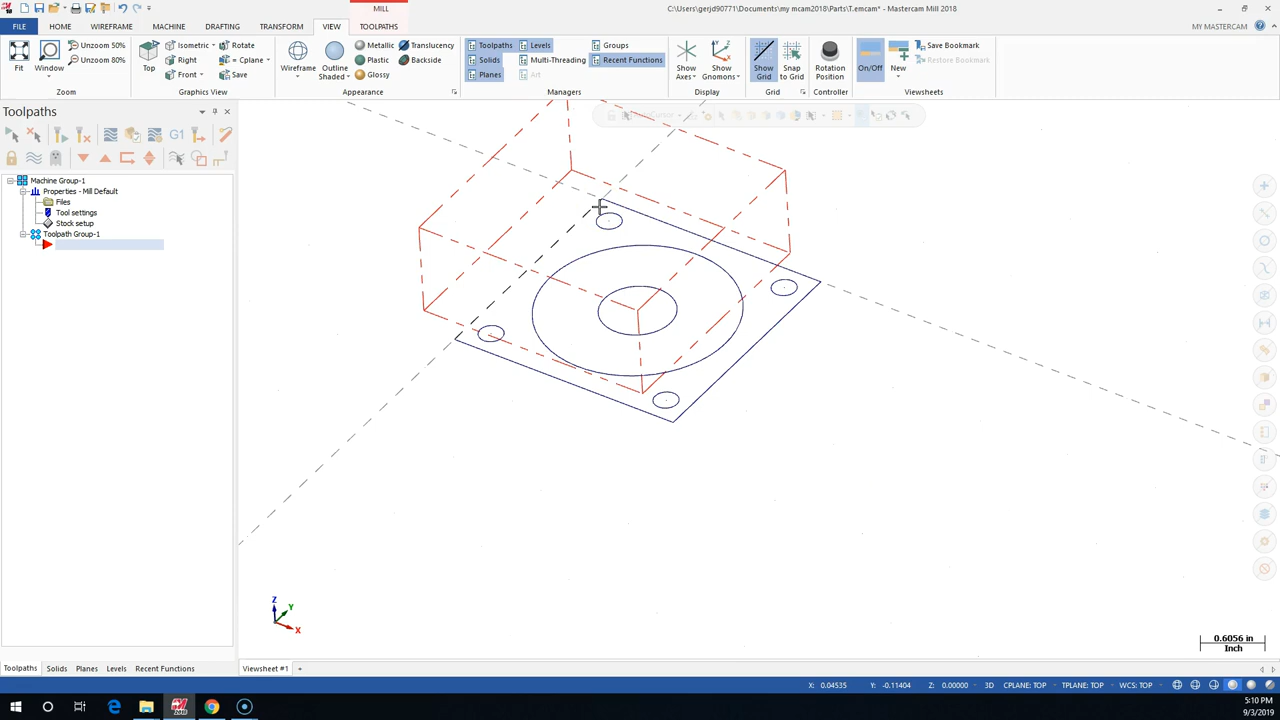 MILL
C:\Users\gerjd90771\Documents\my mcam2018\Parts\T.emcam* - Mastercam Mill 2018
FILE HOME WIREFRAME MACHINE DRAFTING TRANSFORM VIEW TOOLPATHS MY MASTERCAM
Fit
Window
Unzoom 50%
Unzoom 80%
Zoom
Top
Isometric
Right
Front
Rotate
= Cplane
Save
Graphics View
Wireframe
Outline
Shaded
Metallic
Plastic
Glossy
Translucency
Backside
Appearance
Toolpaths
Solids
Planes
Levels
Multi-Threading
Art
Groups
Recent Functions
Managers
Show
Axes
Show
Gnomons
Display
Show
Grid
Snap
to Grid
Grid
Rotation
Position
Controller
On/Off
New
Save Bookmark
Restore Bookmark
Viewsheets
Toolpaths
Machine Group-1
Properties - Mill Default
Files
Tool settings
Stock setup
Toolpath Group-1
Z
Y
X
0.6056 in
Inch
Toolpaths Solids Planes Levels Recent Functions
Viewsheet #1 +
X: 0.04535 Y: -0.11404 Z: 0.00000 3D CPLANE: TOP TPLANE: TOP WCS: TOP
5:10 PM
9/3/2019